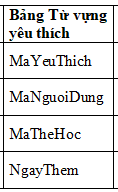 Bảng Từ vựng
yêu thích
MaYeuThich
MaNguoiDung
MaTheHoc
NgayThem